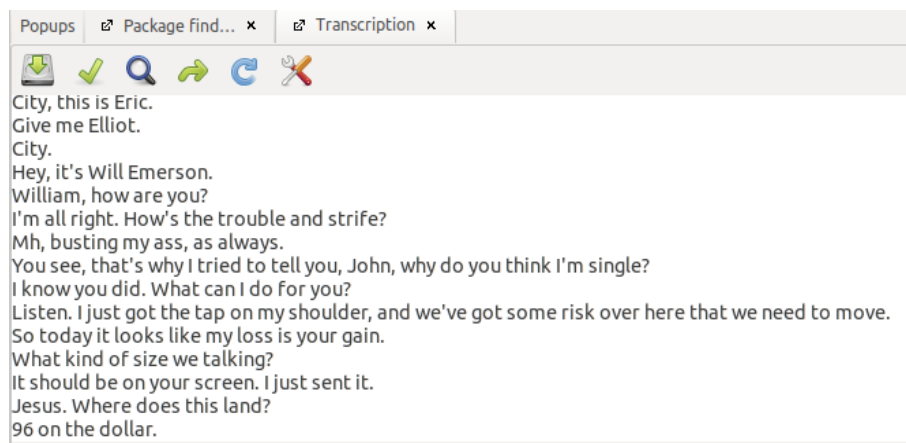 Popups Package find... × Transcription ×
City, this is Eric.
Give me Elliot.
City.
Hey, it's Will Emerson.
William, how are you?
I'm all right. How's the trouble and strife?
Mh, busting my ass, as always.
You see, that's why I tried to tell you, John, why do you think I'm single?
I know you did. What can I do for you?
Listen. I just got the tap on my shoulder, and we've got some risk over here that we need to move.
So today it looks like my loss is your gain.
What kind of size we talking?
It should be on your screen. I just sent it.
Jesus. Where does this land?
96 on the dollar.